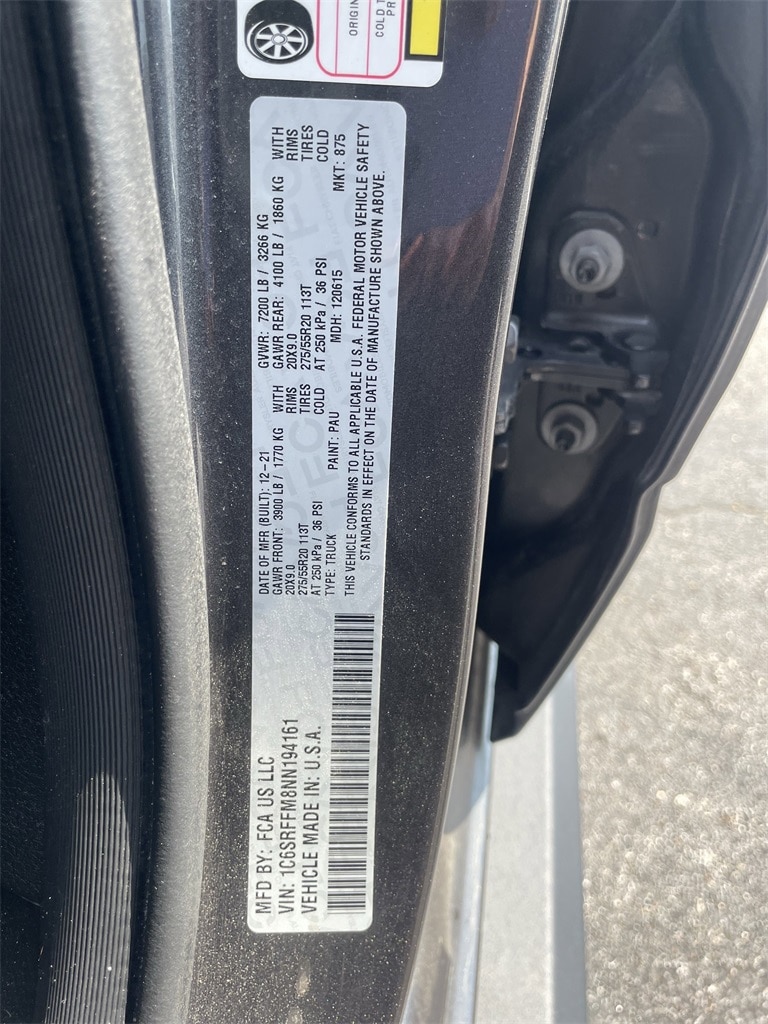 ORIGIN
COLD T
PR
MFD BY: FCA US LLC
VIN: 1C6SRFFM8NN194161
VEHICLE MADE IN: U.S.A.
DATE OF MFR (BUILT): 12-21 GVWR: 7200 LB / 3266 KG
GAWR FRONT: 3900 LB / 1770 KG WITH GAWR REAR: 4100 LB / 1860 KG WITH
20X9.0 RIMS 20X9.0 RIMS
275/55R20 113T TIRES 275/55R20 113T TIRES
AT 250 kPa / 36 PSI COLD AT 250 kPa / 36 PSI COLD
TYPE: TRUCK PAINT: PAU MDH: 120615 MKT: 875
THIS VEHICLE CONFORMS TO ALL APPLICABLE U.S.A. FEDERAL MOTOR VEHICLE SAFETY
STANDARDS IN EFFECT ON THE DATE OF MANUFACTURE SHOWN ABOVE.